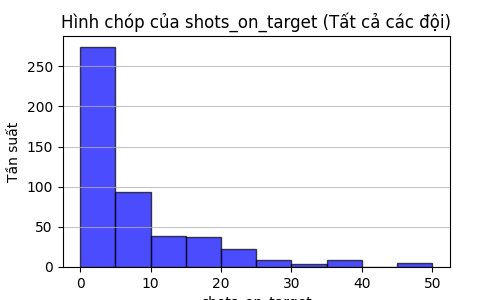 Hình chóp của shots_on_target (Tất cả các đội)
Tần suất
250
200
150
100
50
0
0 10 20 30 40 50
shots_on_target